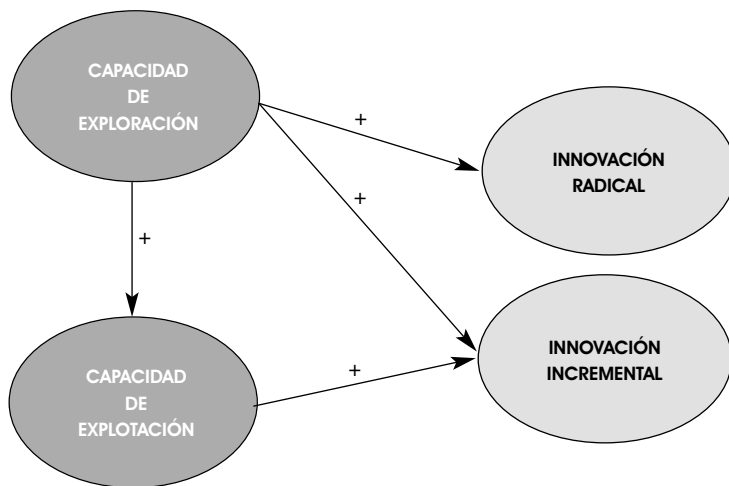 CAPACIDAD
DE
EXPLORACIÓN
+
INNOVACIÓN
RADICAL
+
+
CAPACIDAD
DE
EXPLOTACIÓN
+
INNOVACIÓN
INCREMENTAL